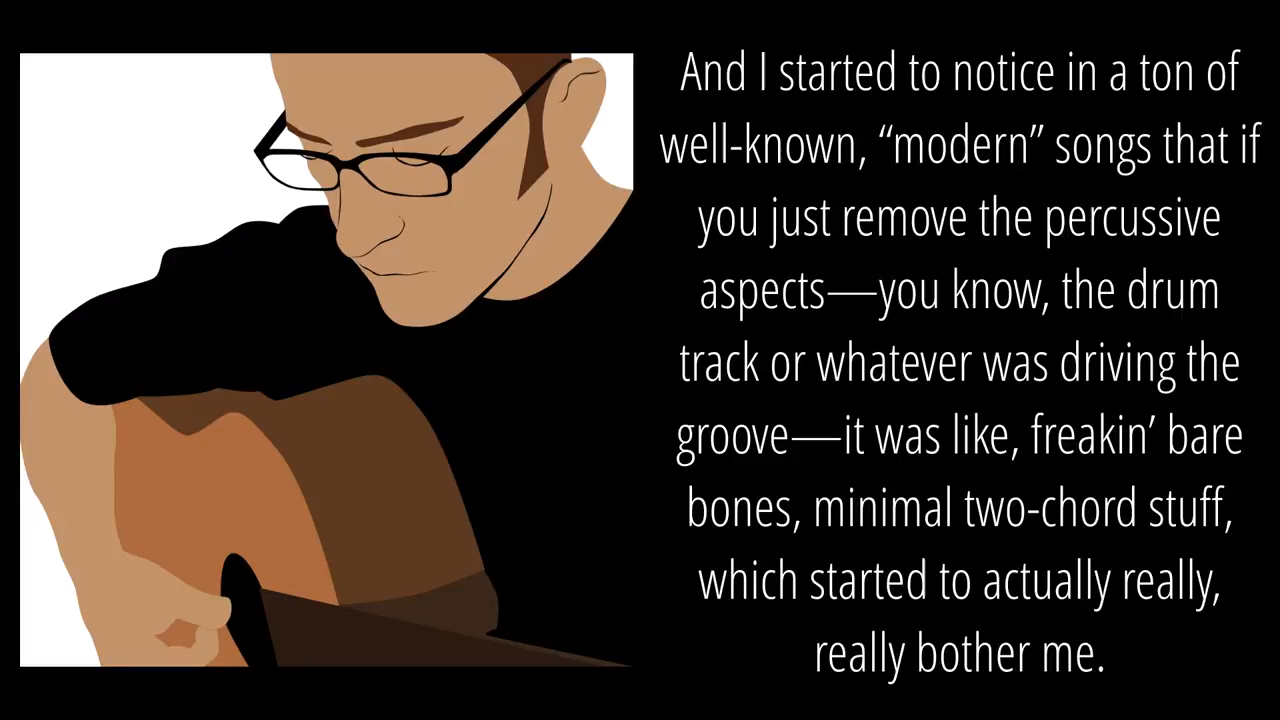 And I started to notice in a ton of
well-known, “modern” songs that if
you just remove the percussive
aspects—you know, the drum
track or whatever was driving the
groove—it was like, freakin’ bare
bones, minimal two-chord stuff,
which started to actually really,
really bother me.